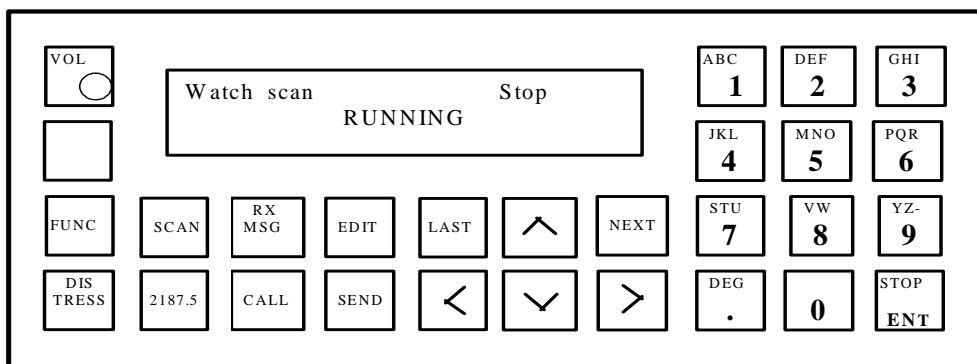 VOL
Watch scan Stop
RUNNING
ABC
1
DEF
2
GHI
3
JKL
4
MNO
5
PQR
6
FUNC
SCAN
RX
MSG
EDIT
LAST
NEXT
STU
7
VW
8
YZ-
9
DIS
TRESS
2187.5
CALL
SEND
DEG
.
0
STOP
ENT